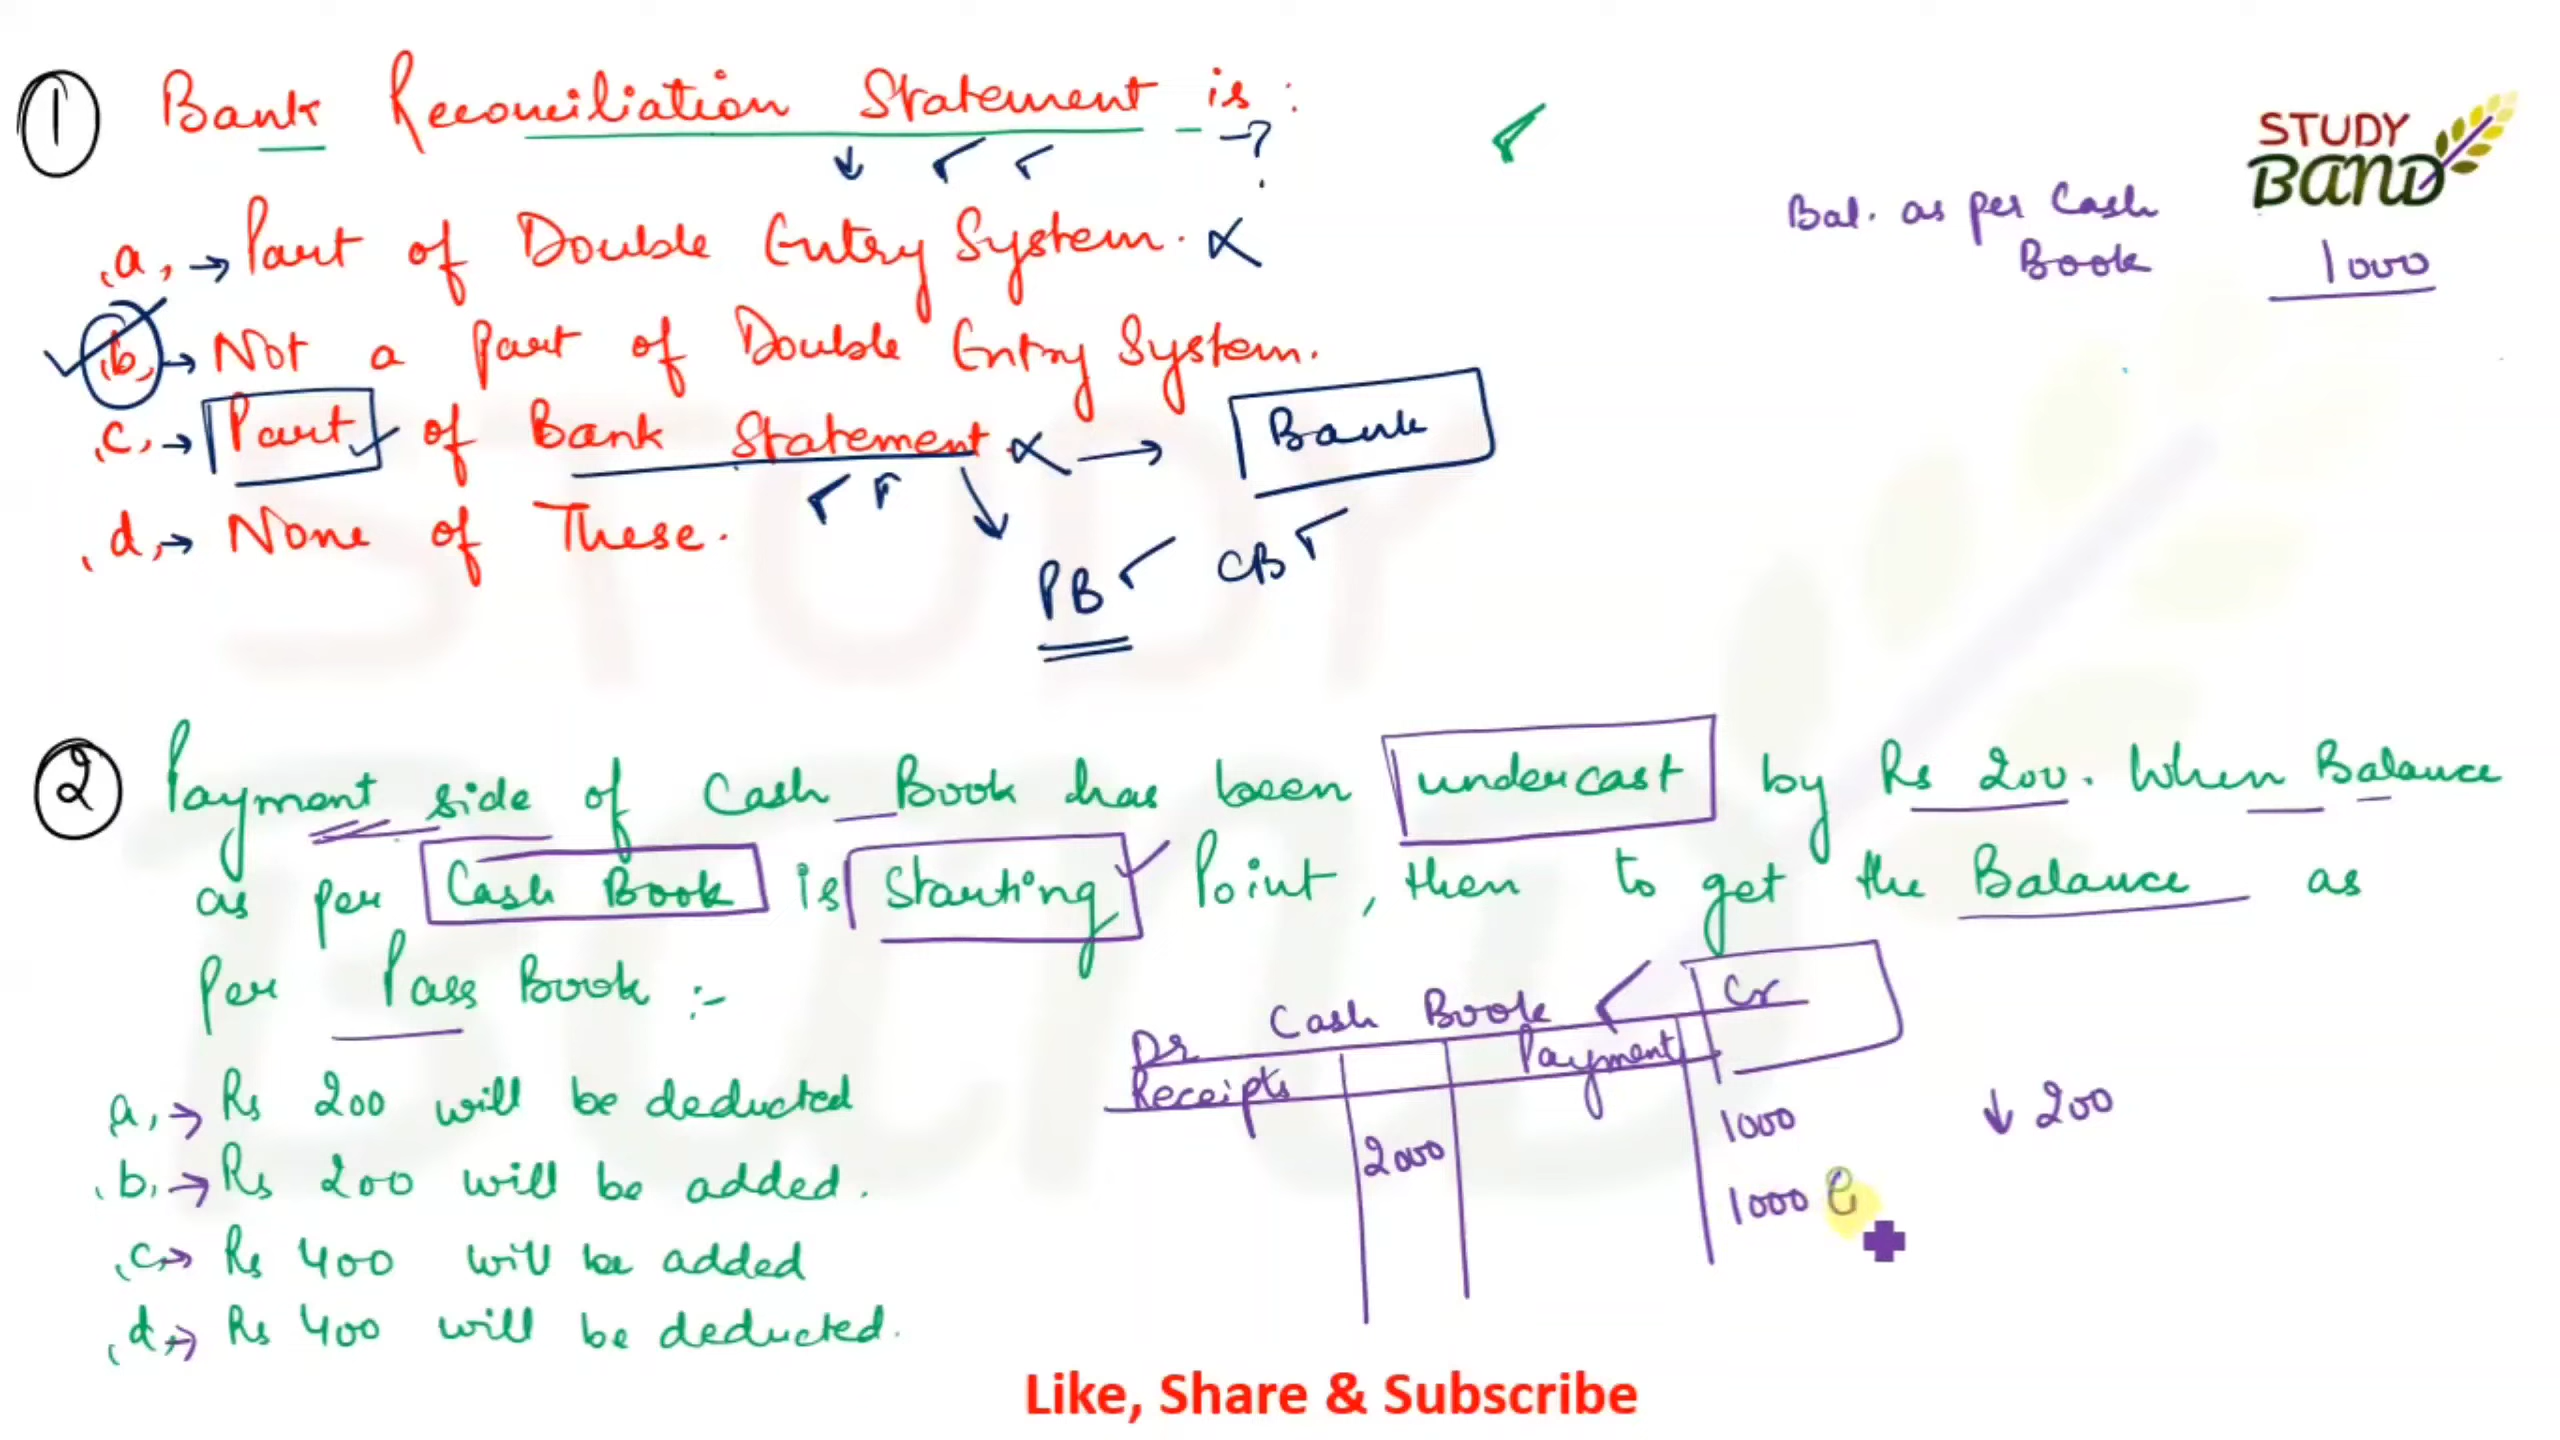 1 Bank Reconciliation Statement is : - ?
STUDY
BAND
Bal. as per Cash
Book 1000
(a) → Part of Double Entry System. ×
(b) → Not a Part of Double Entry System.
(c) → Part of Bank Statement × → Bank
(d) → None of These.
PB CB
2 Payment side of Cash Book has been undercast by Rs 200. When Balance
as per Cash Book is Starting Point, then to get the Balance as
Per Pass Book :-
Cash Book
Dr Cr
Receipts Payment
a, → Rs 200 will be deducted
(b) → Rs 200 will be added.
(c) → Rs 400 will be added
(d) → Rs 400 will be deducted.
1000 ↓ 200
2000
1000
Like, Share & Subscribe